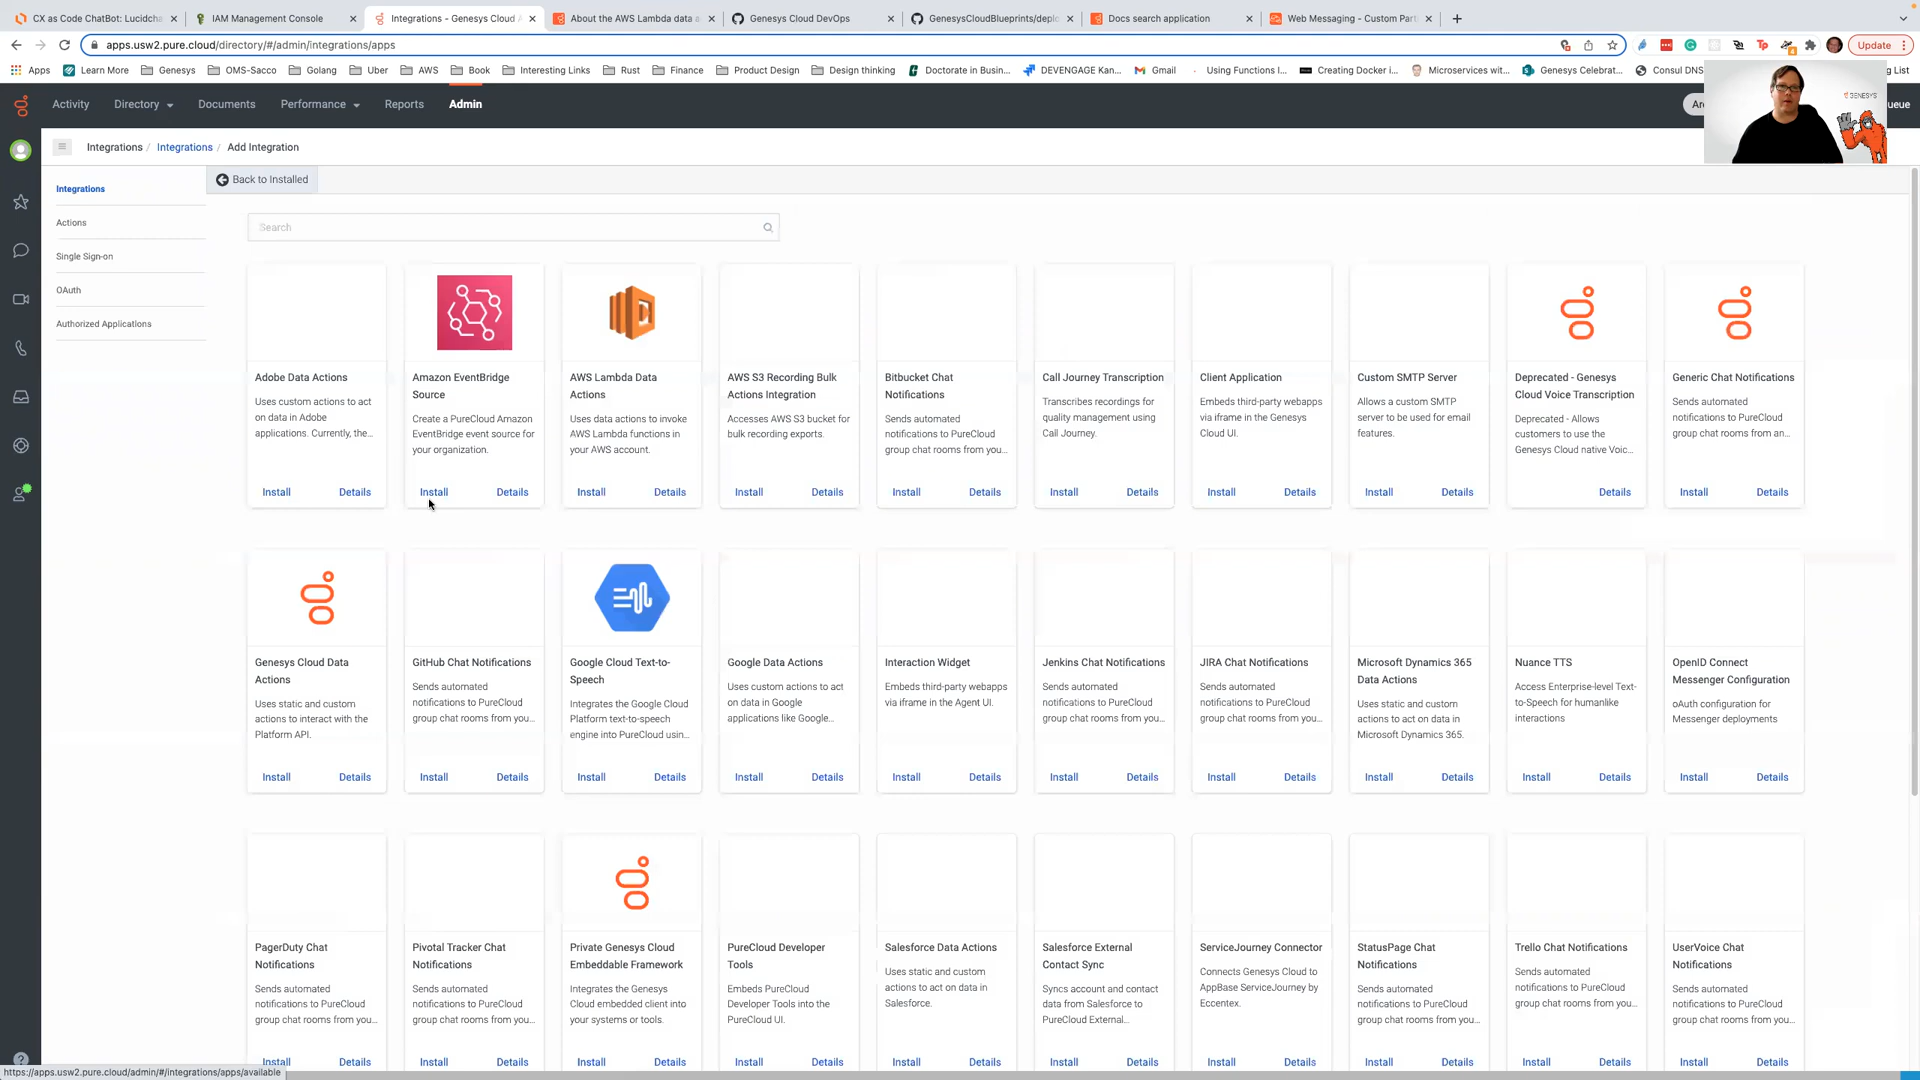 CX as Code ChatBot: Lucidcha
IAM Management Console
Integrations - Genesys Cloud A
About the AWS Lambda data a
Genesys Cloud DevOps
GenesysCloudBlueprints/deplo
Docs search application
Web Messaging - Custom Part
apps.usw2.pure.cloud/directory/#/admin/integrations/apps
Update
Apps
Learn More
Genesys
OMS-Sacco
Golang
Uber
AWS
Book
Interesting Links
Rust
Finance
Product Design
Design thinking
Doctorate in Busin...
DEVENGAGE Kan...
Gmail
Using Functions I...
Creating Docker i...
Microservices wit...
Genesys Celebrat...
Consul DNS
ng List
Activity
Directory
Documents
Performance
Reports
Admin
GENESYS
ueue
Integrations / Integrations / Add Integration
Integrations
Actions
Single Sign-on
OAuth
Authorized Applications
Back to Installed
Search
Adobe Data Actions
Uses custom actions to act
on data in Adobe
applications. Currently, the...
Install Details
Amazon EventBridge
Source
Create a PureCloud Amazon
EventBridge event source for
your organization.
Install Details
AWS Lambda Data
Actions
Uses data actions to invoke
AWS Lambda functions in
your AWS account.
Install Details
AWS S3 Recording Bulk
Actions Integration
Accesses AWS S3 bucket for
bulk recording exports.
Install Details
Bitbucket Chat
Notifications
Sends automated
notifications to PureCloud
group chat rooms from you...
Install Details
Call Journey Transcription
Transcribes recordings for
quality management using
Call Journey.
Install Details
Client Application
Embeds third-party webapps
via iframe in the Genesys
Cloud UI.
Install Details
Custom SMTP Server
Allows a custom SMTP
server to be used for email
features.
Install Details
Deprecated - Genesys
Cloud Voice Transcription
Deprecated - Allows
customers to use the
Genesys Cloud native Voic...
Details
Generic Chat Notifications
Sends automated
notifications to PureCloud
group chat rooms from an...
Install Details
Genesys Cloud Data
Actions
Uses static and custom
actions to interact with the
Platform API.
Install Details
GitHub Chat Notifications
Sends automated
notifications to PureCloud
group chat rooms from you...
Install Details
Google Cloud Text-to-
Speech
Integrates the Google Cloud
Platform text-to-speech
engine into PureCloud usin...
Install Details
Google Data Actions
Uses custom actions to act
on data in Google
applications like Google...
Install Details
Interaction Widget
Embeds third-party webapps
via iframe in the Agent UI.
Install Details
Jenkins Chat Notifications
Sends automated
notifications to PureCloud
group chat rooms from you...
Install Details
JIRA Chat Notifications
Sends automated
notifications to PureCloud
group chat rooms from you...
Install Details
Microsoft Dynamics 365
Data Actions
Uses static and custom
actions to act on data in
Microsoft Dynamics 365.
Install Details
Nuance TTS
Access Enterprise-level Text-
to-Speech for humanlike
interactions
Install Details
OpenID Connect
Messenger Configuration
oAuth configuration for
Messenger deployments
Install Details
PagerDuty Chat
Notifications
Sends automated
notifications to PureCloud
group chat rooms from you...
Install Details
Pivotal Tracker Chat
Notifications
Sends automated
notifications to PureCloud
group chat rooms from you...
Install Details
Private Genesys Cloud
Embeddable Framework
Integrates the Genesys
Cloud embedded client into
your systems or tools.
Install Details
PureCloud Developer
Tools
Embeds PureCloud
Developer Tools into the
PureCloud UI.
Install Details
Salesforce Data Actions
Uses static and custom
actions to act on data in
Salesforce.
Install Details
Salesforce External
Contact Sync
Syncs account and contact
data from Salesforce to
PureCloud External...
Install Details
ServiceJourney Connector
Connects Genesys Cloud to
AppBase ServiceJourney by
Eccentex.
Install Details
StatusPage Chat
Notifications
Sends automated
notifications to PureCloud
group chat rooms from you...
Install Details
Trello Chat Notifications
Sends automated
notifications to PureCloud
group chat rooms from you...
Install Details
UserVoice Chat
Notifications
Sends automated
notifications to PureCloud
group chat rooms from you...
Install Details
https://apps.usw2.pure.cloud/admin/#/integrations/apps/available